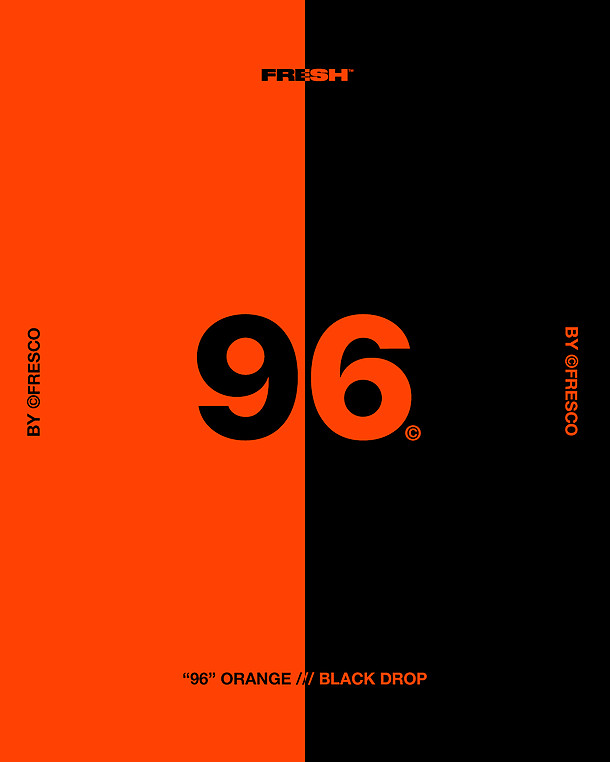 FRESH™
BY ©FRESCO
96©
BY ©FRESCO
“96” ORANGE /// BLACK DROP